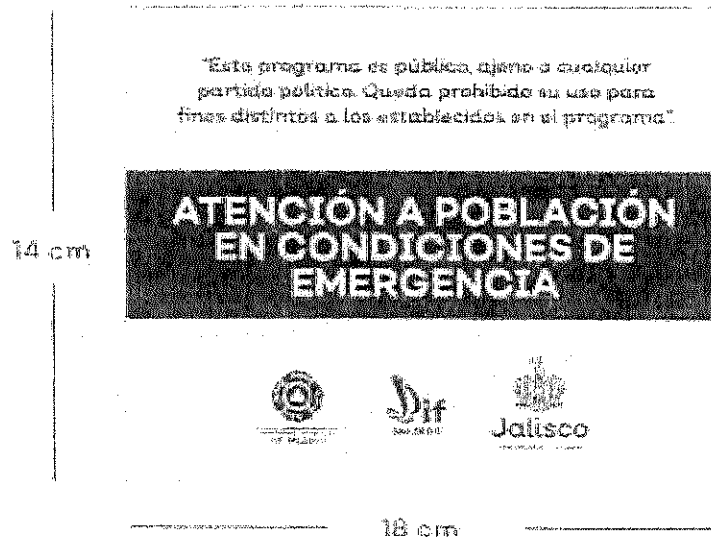 "Este programa es público, ajeno a cualquier
partido político. Queda prohibido su uso para
fines distintos a los establecidos en el programa".
ATENCIÓN A POBLACIÓN
EN CONDICIONES DE
EMERGENCIA
14 cm
Dif
Jalisco
18 cm